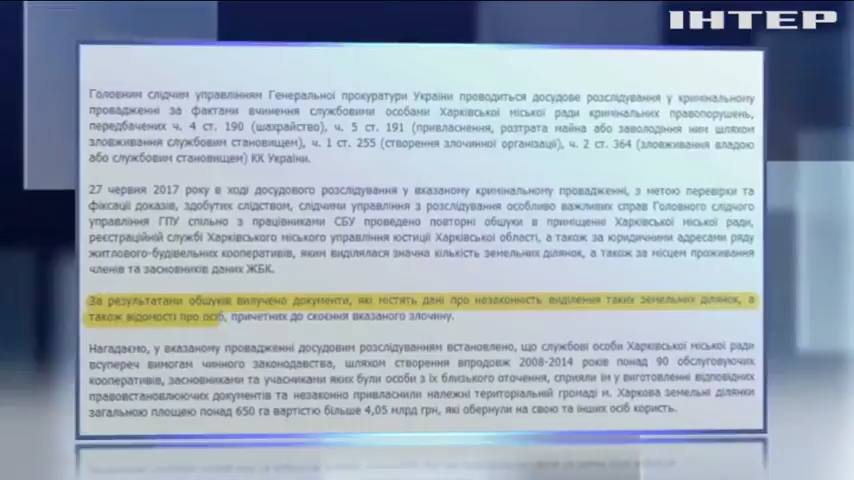 ІНТЕР
Головним слідчим управлінням Генеральної прокуратури України проводиться досудове розслідування у кримінальному
провадженні за фактами вчинення службовими особами Харківської міської ради кримінальних правопорушень,
передбачених ч. 4 ст. 190 (шахрайство), ч. 5 ст. 191 (привласнення, розтрата майна або заволодіння ним шляхом
зловживання службовим становищем), ч. 1 ст. 255 (створення злочинної організації), ч. 2 ст. 364 (зловживання владою
або службовим становищем) КК України.
27 червня 2017 року в ході досудового розслідування у вказаному кримінальному провадженні, з метою перевірки та
фіксації доказів, здобутих слідством, слідчими управління з розслідування особливо важливих справ Головного слідчого
управління ГПУ спільно з працівниками СБУ проведено повторні обшуки в приміщенні Харківської міської ради,
реєстраційній службі Харківського міського управління юстиції Харківської області, а також за юридичними адресами ряду
житлового-будівельних кооперативів, яким виділялася значна кількість земельних ділянок, а також за місцем проживання
членів та засновників даних ЖБК.
За результатами обшуків вилучено документи, які містять дані про незаконність виділення таких земельних ділянок, а
також відомості про осіб, причетних до скоєння вказаного злочину.
Нагадаємо, у вказаному провадженні досудовим розслідуванням встановлено, що службові особи Харківської міської ради
всупереч вимогам чинного законодавства, шляхом створення впродовж 2008-2014 років понад 90 обслуговуючих
кооперативів, засновниками та учасниками яких були особи з їх близького оточення, сприяли їм у виготовленні відповідних
правовстановлюючих документів та незаконно привласнили належні територіальній громаді м. Харкова земельні ділянки
загальною площею понад 650 га вартістю більше 4,05 млрд грн, які обернули на свою та інших осіб користь.